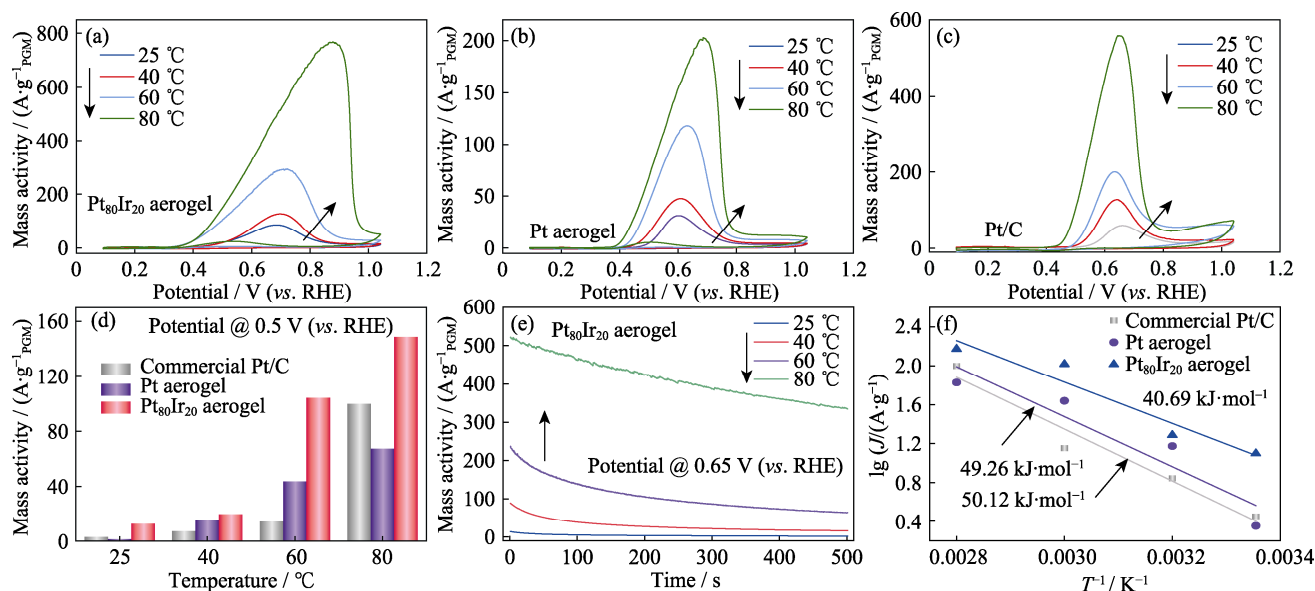 (a)
25 ℃
40 ℃
60 ℃
80 ℃
Pt₈₀Ir₂₀ aerogel
800
600
400
200
0
0
0.2
0.4
0.6
0.8
1.0
1.2
Mass activity / (A·g⁻¹PGM)
Potential / V (vs. RHE)
(b)
25 ℃
40 ℃
60 ℃
80 ℃
Pt aerogel
200
150
100
50
0
0
0.2
0.4
0.6
0.8
1.0
1.2
Mass activity / (A·g⁻¹PGM)
Potential / V (vs. RHE)
(c)
25 ℃
40 ℃
60 ℃
80 ℃
Pt/C
600
400
200
0
0
0.2
0.4
0.6
0.8
1.0
1.2
Mass activity / (A·g⁻¹PGM)
Potential / V (vs. RHE)
(d)
Potential @ 0.5 V (vs. RHE)
Commercial Pt/C
Pt aerogel
Pt₈₀Ir₂₀ aerogel
160
120
80
40
0
25
40
60
80
Mass activity / (A·g⁻¹PGM)
Temperature / ℃
(e)
Pt₈₀Ir₂₀ aerogel
25 ℃
40 ℃
60 ℃
80 ℃
Potential @ 0.65 V (vs. RHE)
600
500
400
300
200
100
0
0
100
200
300
400
500
Mass activity / (A·g⁻¹PGM)
Time / s
(f)
Commercial Pt/C
Pt aerogel
Pt₈₀Ir₂₀ aerogel
40.69 kJ·mol⁻¹
49.26 kJ·mol⁻¹
50.12 kJ·mol⁻¹
2.4
2.0
1.6
1.2
0.8
0.4
0.0028
0.0030
0.0032
0.0034
lg (J/(A·g⁻¹)
T⁻¹ / K⁻¹